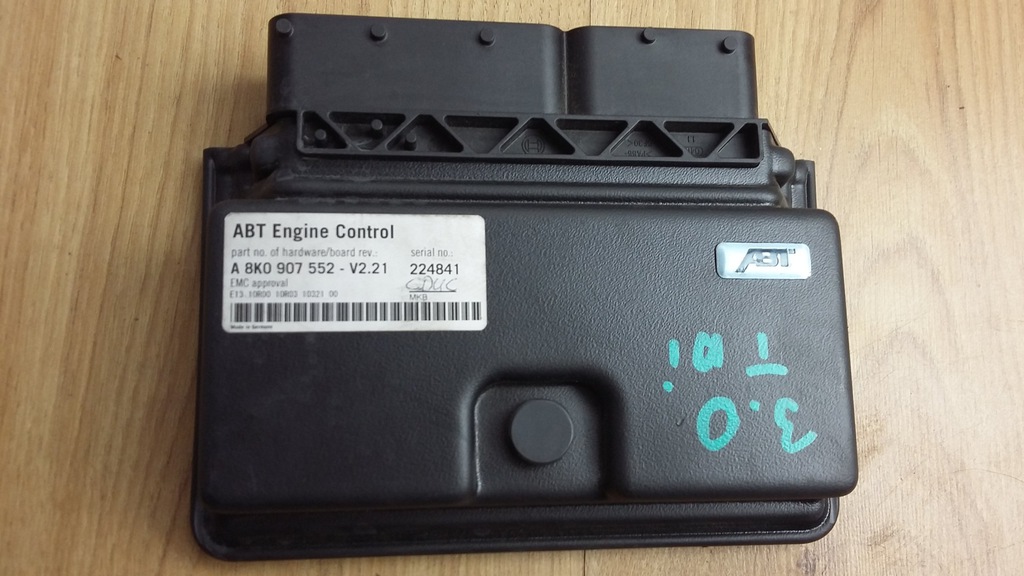 ABT Engine Control
part no. of hardware/board rev.: serial no.:
A 8K0 907 552 - V2.21 224841
EMC approval CDUC
E13 10R00 10R03 10321 00 MKB
Made in Germany
ABT
3.0
TDi